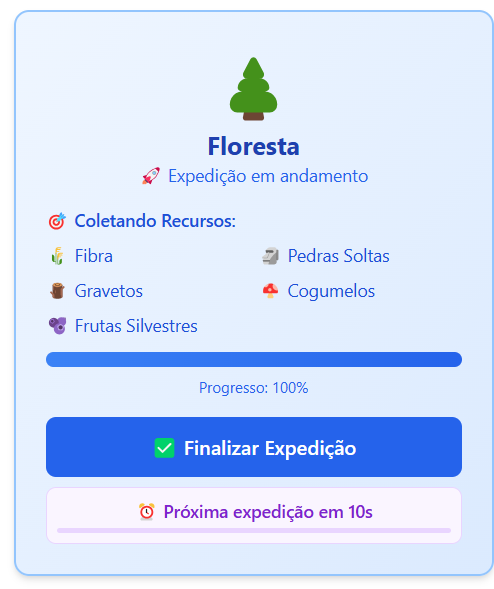 Floresta
🚀 Expedição em andamento
🎯 Coletando Recursos:
Fibra
Pedras Soltas
Gravetos
Cogumelos
Frutas Silvestres
Progresso: 100%
✅ Finalizar Expedição
⏰ Próxima expedição em 10s